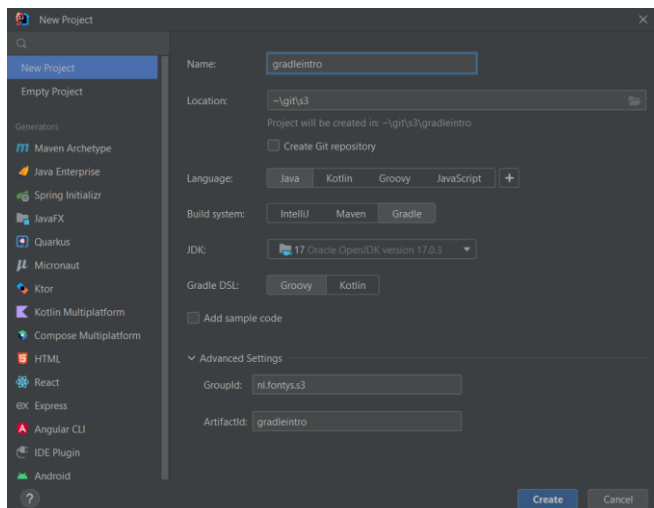 New Project
New Project
Empty Project
Generators
Maven Archetype
Java Enterprise
Spring Initializr
JavaFX
Quarkus
Micronaut
Ktor
Kotlin Multiplatform
Compose Multiplatform
HTML
React
ex Express
Angular CLI
IDE Plugin
Android
?
Name: gradleintro
Location: ~\git\s3
Project will be created in: ~\git\s3\gradleintro
Create Git repository
Language: Java Kotlin Groovy JavaScript +
Build system: IntelliJ Maven Gradle
JDK: 17 Oracle OpenJDK version 17.0.3
Gradle DSL: Groovy Kotlin
Add sample code
Advanced Settings
GroupId: nl.fontys.s3
ArtifactId: gradleintro
Create Cancel